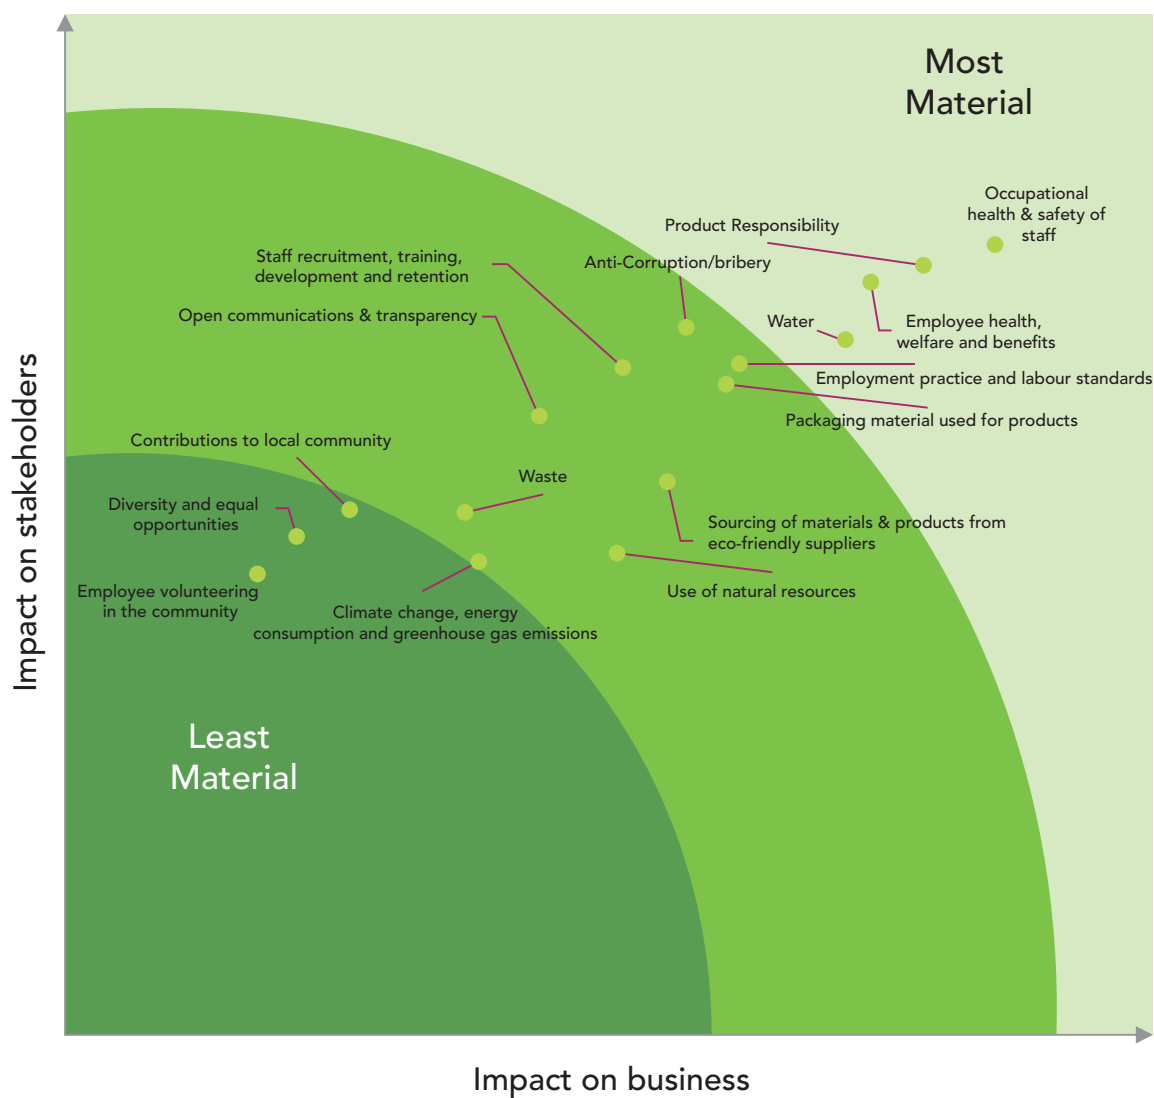 Most
Material
Occupational
health & safety of
staff
Product Responsibility
Staff recruitment, training,
development and retention
Anti-Corruption/bribery
Open communications & transparency
Water
Employee health,
welfare and benefits
Employment practice and labour standards
Packaging material used for products
Contributions to local community
Waste
Diversity and equal
opportunities
Sourcing of materials & products from
eco-friendly suppliers
Employee volunteering
in the community
Use of natural resources
Climate change, energy
consumption and greenhouse gas emissions
Least
Material
Impact on stakeholders
Impact on business